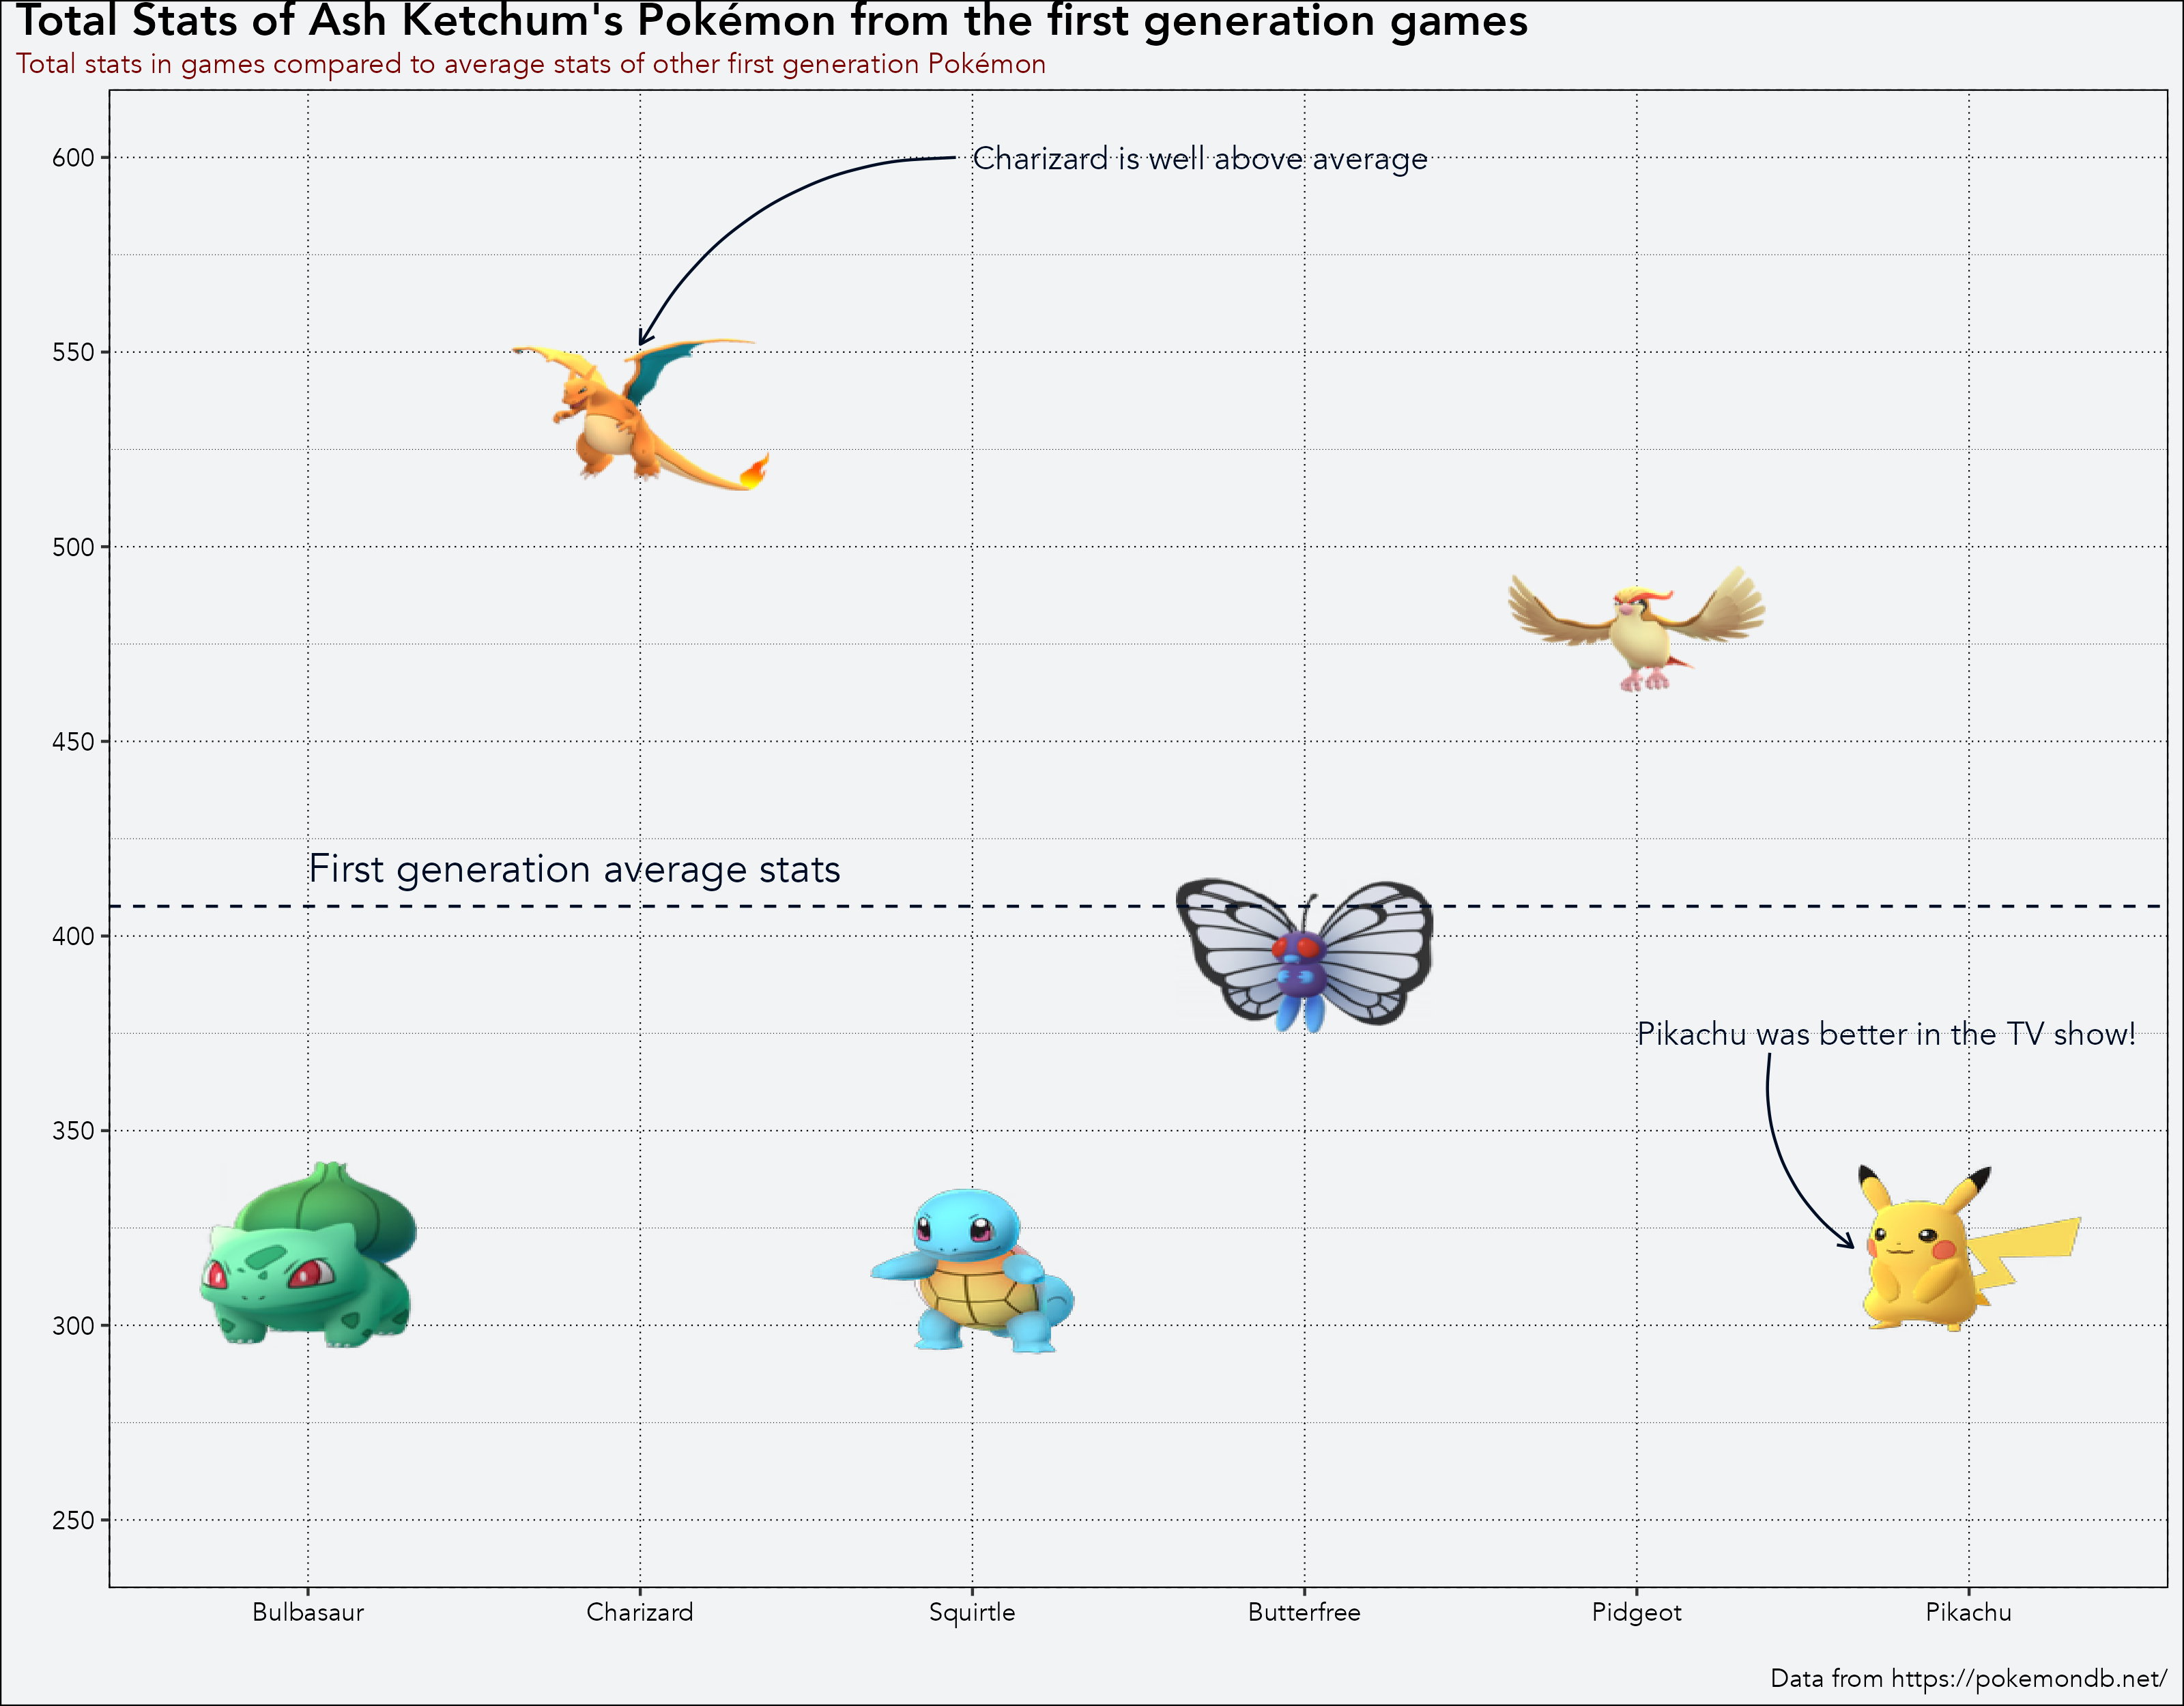 Total Stats of Ash Ketchum's Pokémon from the first generation games
Total stats in games compared to average stats of other first generation Pokémon
600
Charizard is well above average
550
500
450
First generation average stats
400
Pikachu was better in the TV show!
350
300
250
Bulbasaur
Charizard
Squirtle
Butterfree
Pidgeot
Pikachu
Data from https://pokemondb.net/